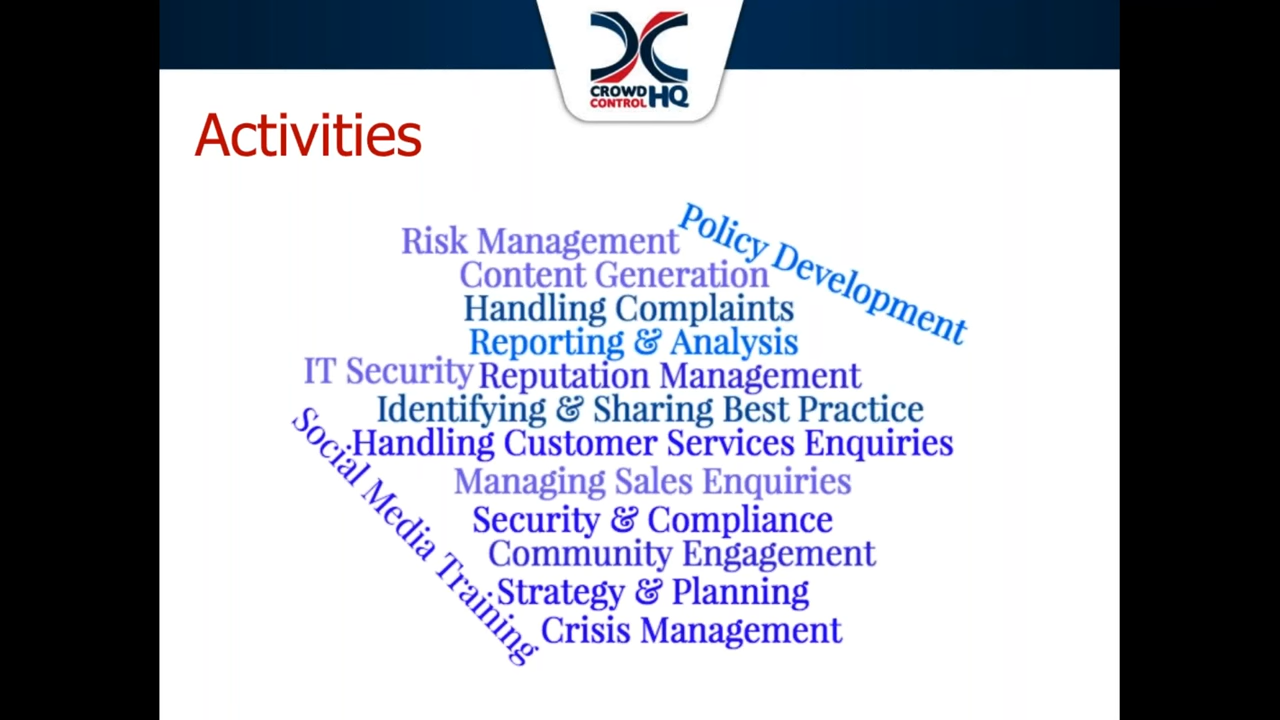 CROWD
CONTROL HQ
Activities
Policy Development
Risk Management
Content Generation
Handling Complaints
Reporting & Analysis
IT Security
Reputation Management
Identifying & Sharing Best Practice
Handling Customer Services Enquiries
Social Media Training
Managing Sales Enquiries
Security & Compliance
Community Engagement
Strategy & Planning
Crisis Management